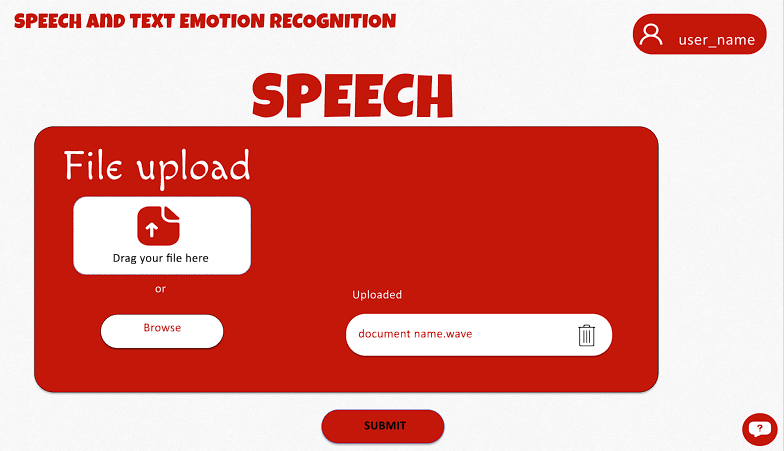 SPEECH AND TEXT EMOTION RECOGNITION
user_name
SPEECH
File upload
Drag your file here
or
Browse
Uploaded
document name.wave
SUBMIT
?